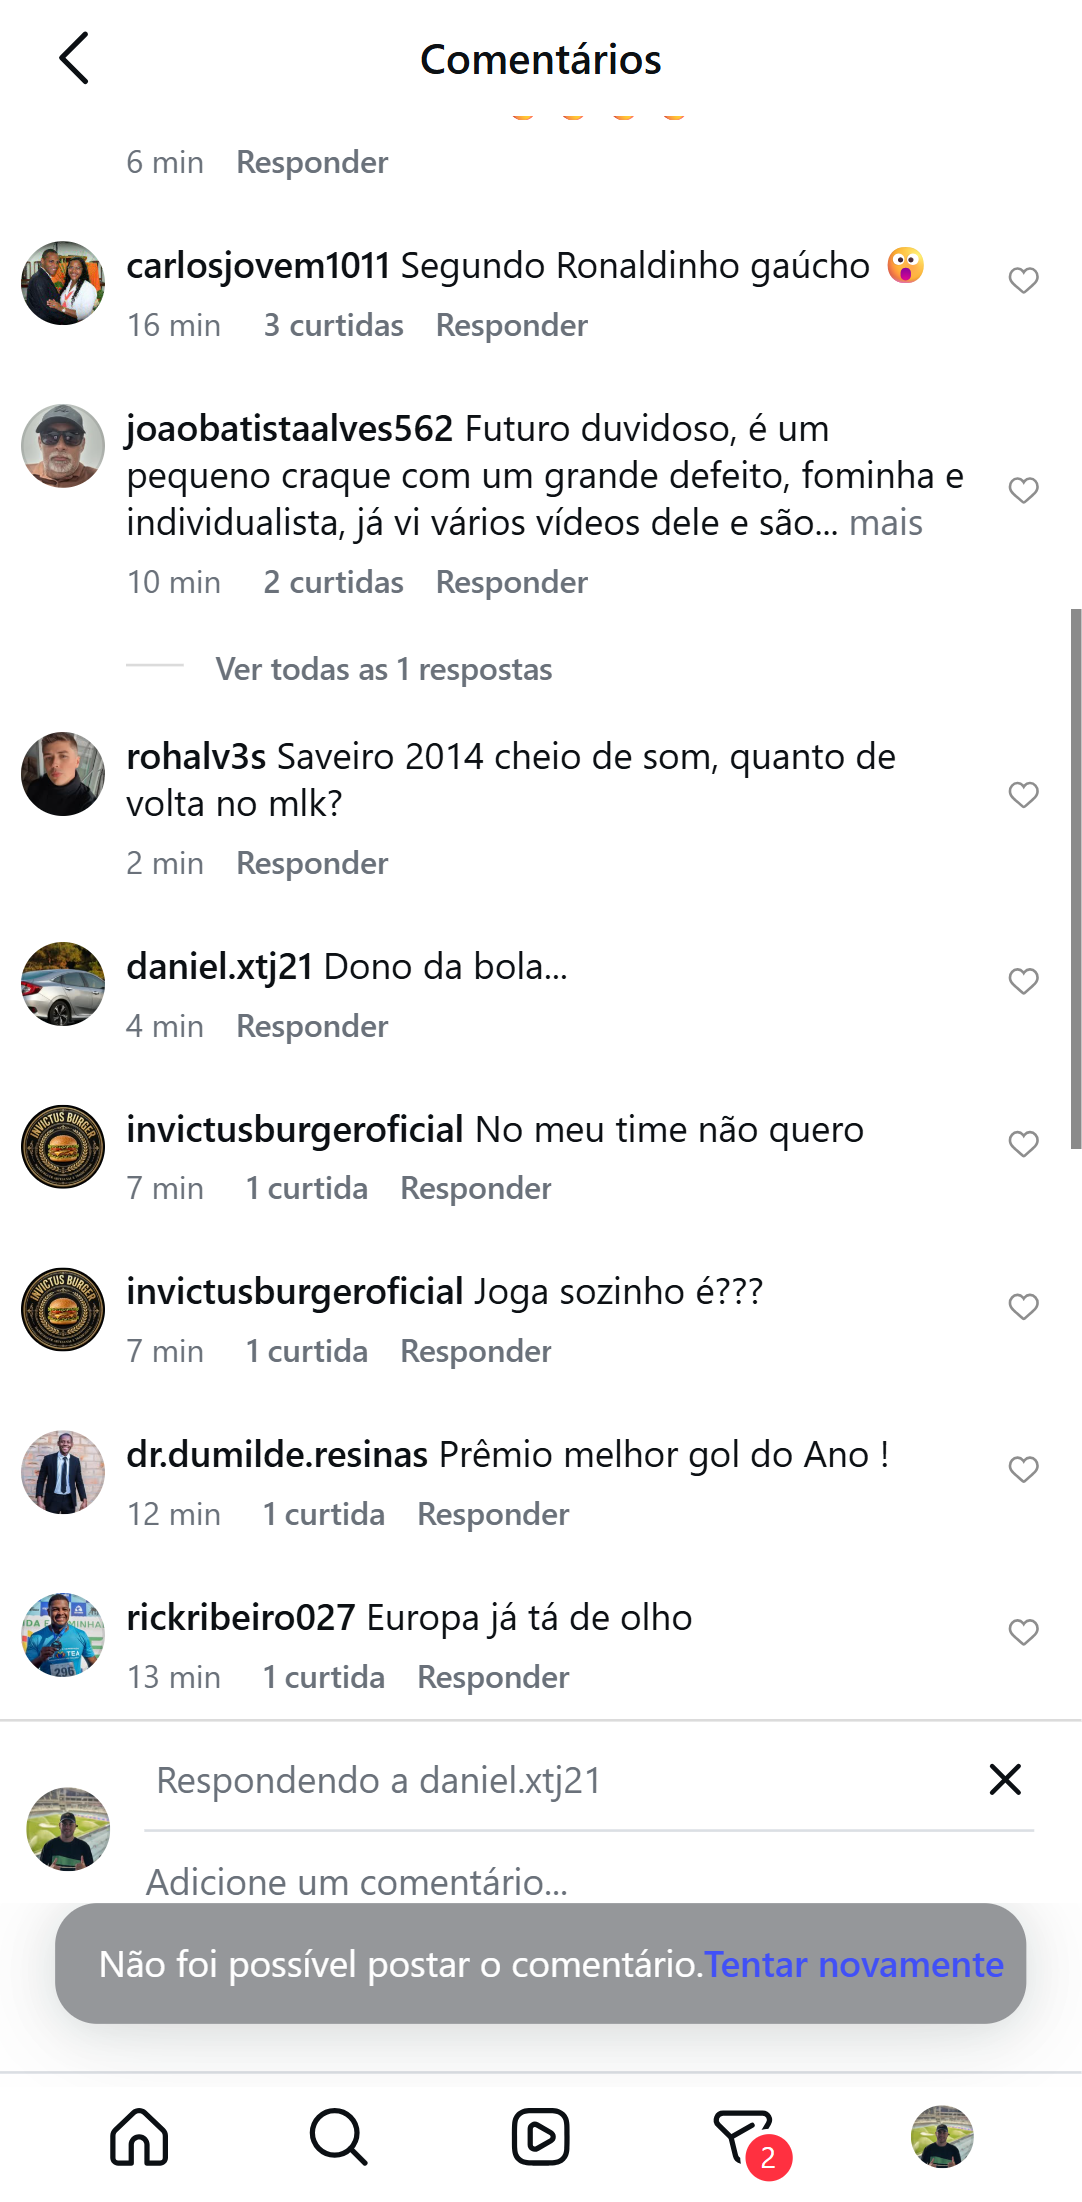 Comentários
6 min Responder
carlosjovem1011 Segundo Ronaldinho gaúcho 😲
16 min 3 curtidas Responder
joaobatistaalves562 Futuro duvidoso, é um
pequeno craque com um grande defeito, fominha e
individualista, já vi vários vídeos dele e são... mais
10 min 2 curtidas Responder
Ver todas as 1 respostas
rohalv3s Saveiro 2014 cheio de som, quanto de
volta no mlk?
2 min Responder
daniel.xtj21 Dono da bola...
4 min Responder
INVICTUS BURGER
invictusburgeroficial No meu time não quero
7 min 1 curtida Responder
INVICTUS BURGER
invictusburgeroficial Joga sozinho é???
7 min 1 curtida Responder
dr.dumilde.resinas Prêmio melhor gol do Ano !
12 min 1 curtida Responder
rickribeiro027 Europa já tá de olho
296
13 min 1 curtida Responder
Respondendo a daniel.xtj21
Adicione um comentário...
Não foi possível postar o comentário.Tentar novamente
2